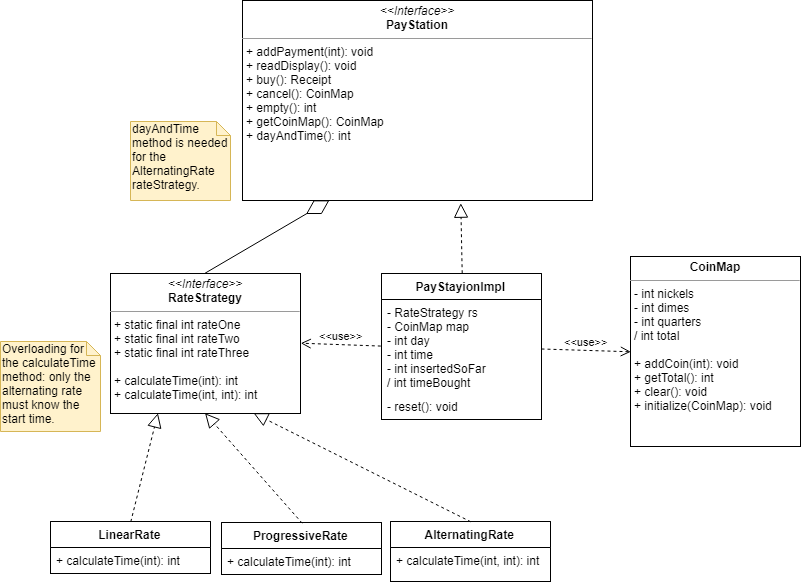 <<Interface>>
PayStation
+ addPayment(int): void
+ readDisplay(): void
+ buy(): Receipt
+ cancel(): CoinMap
+ empty(): int
+ getCoinMap(): CoinMap
+ dayAndTime(): int
dayAndTime
method is needed
for the
AlternatingRate
rateStrategy.
<<Interface>>
RateStrategy
+ static final int rateOne
+ static final int rateTwo
+ static final int rateThree
+ calculateTime(int): int
+ calculateTime(int, int): int
Overloading for
the calculateTime
method: only the
alternating rate
must know the
start time.
<<use>>
PayStayionImpl
- RateStrategy rs
- CoinMap map
- int day
- int time
- int insertedSoFar
/ int timeBought
- reset(): void
<<use>>
CoinMap
- int nickels
- int dimes
- int quarters
/ int total
+ addCoin(int): void
+ getTotal(): int
+ clear(): void
+ initialize(CoinMap): void
LinearRate
+ calculateTime(int): int
ProgressiveRate
+ calculateTime(int): int
AlternatingRate
+ calculateTime(int, int): int